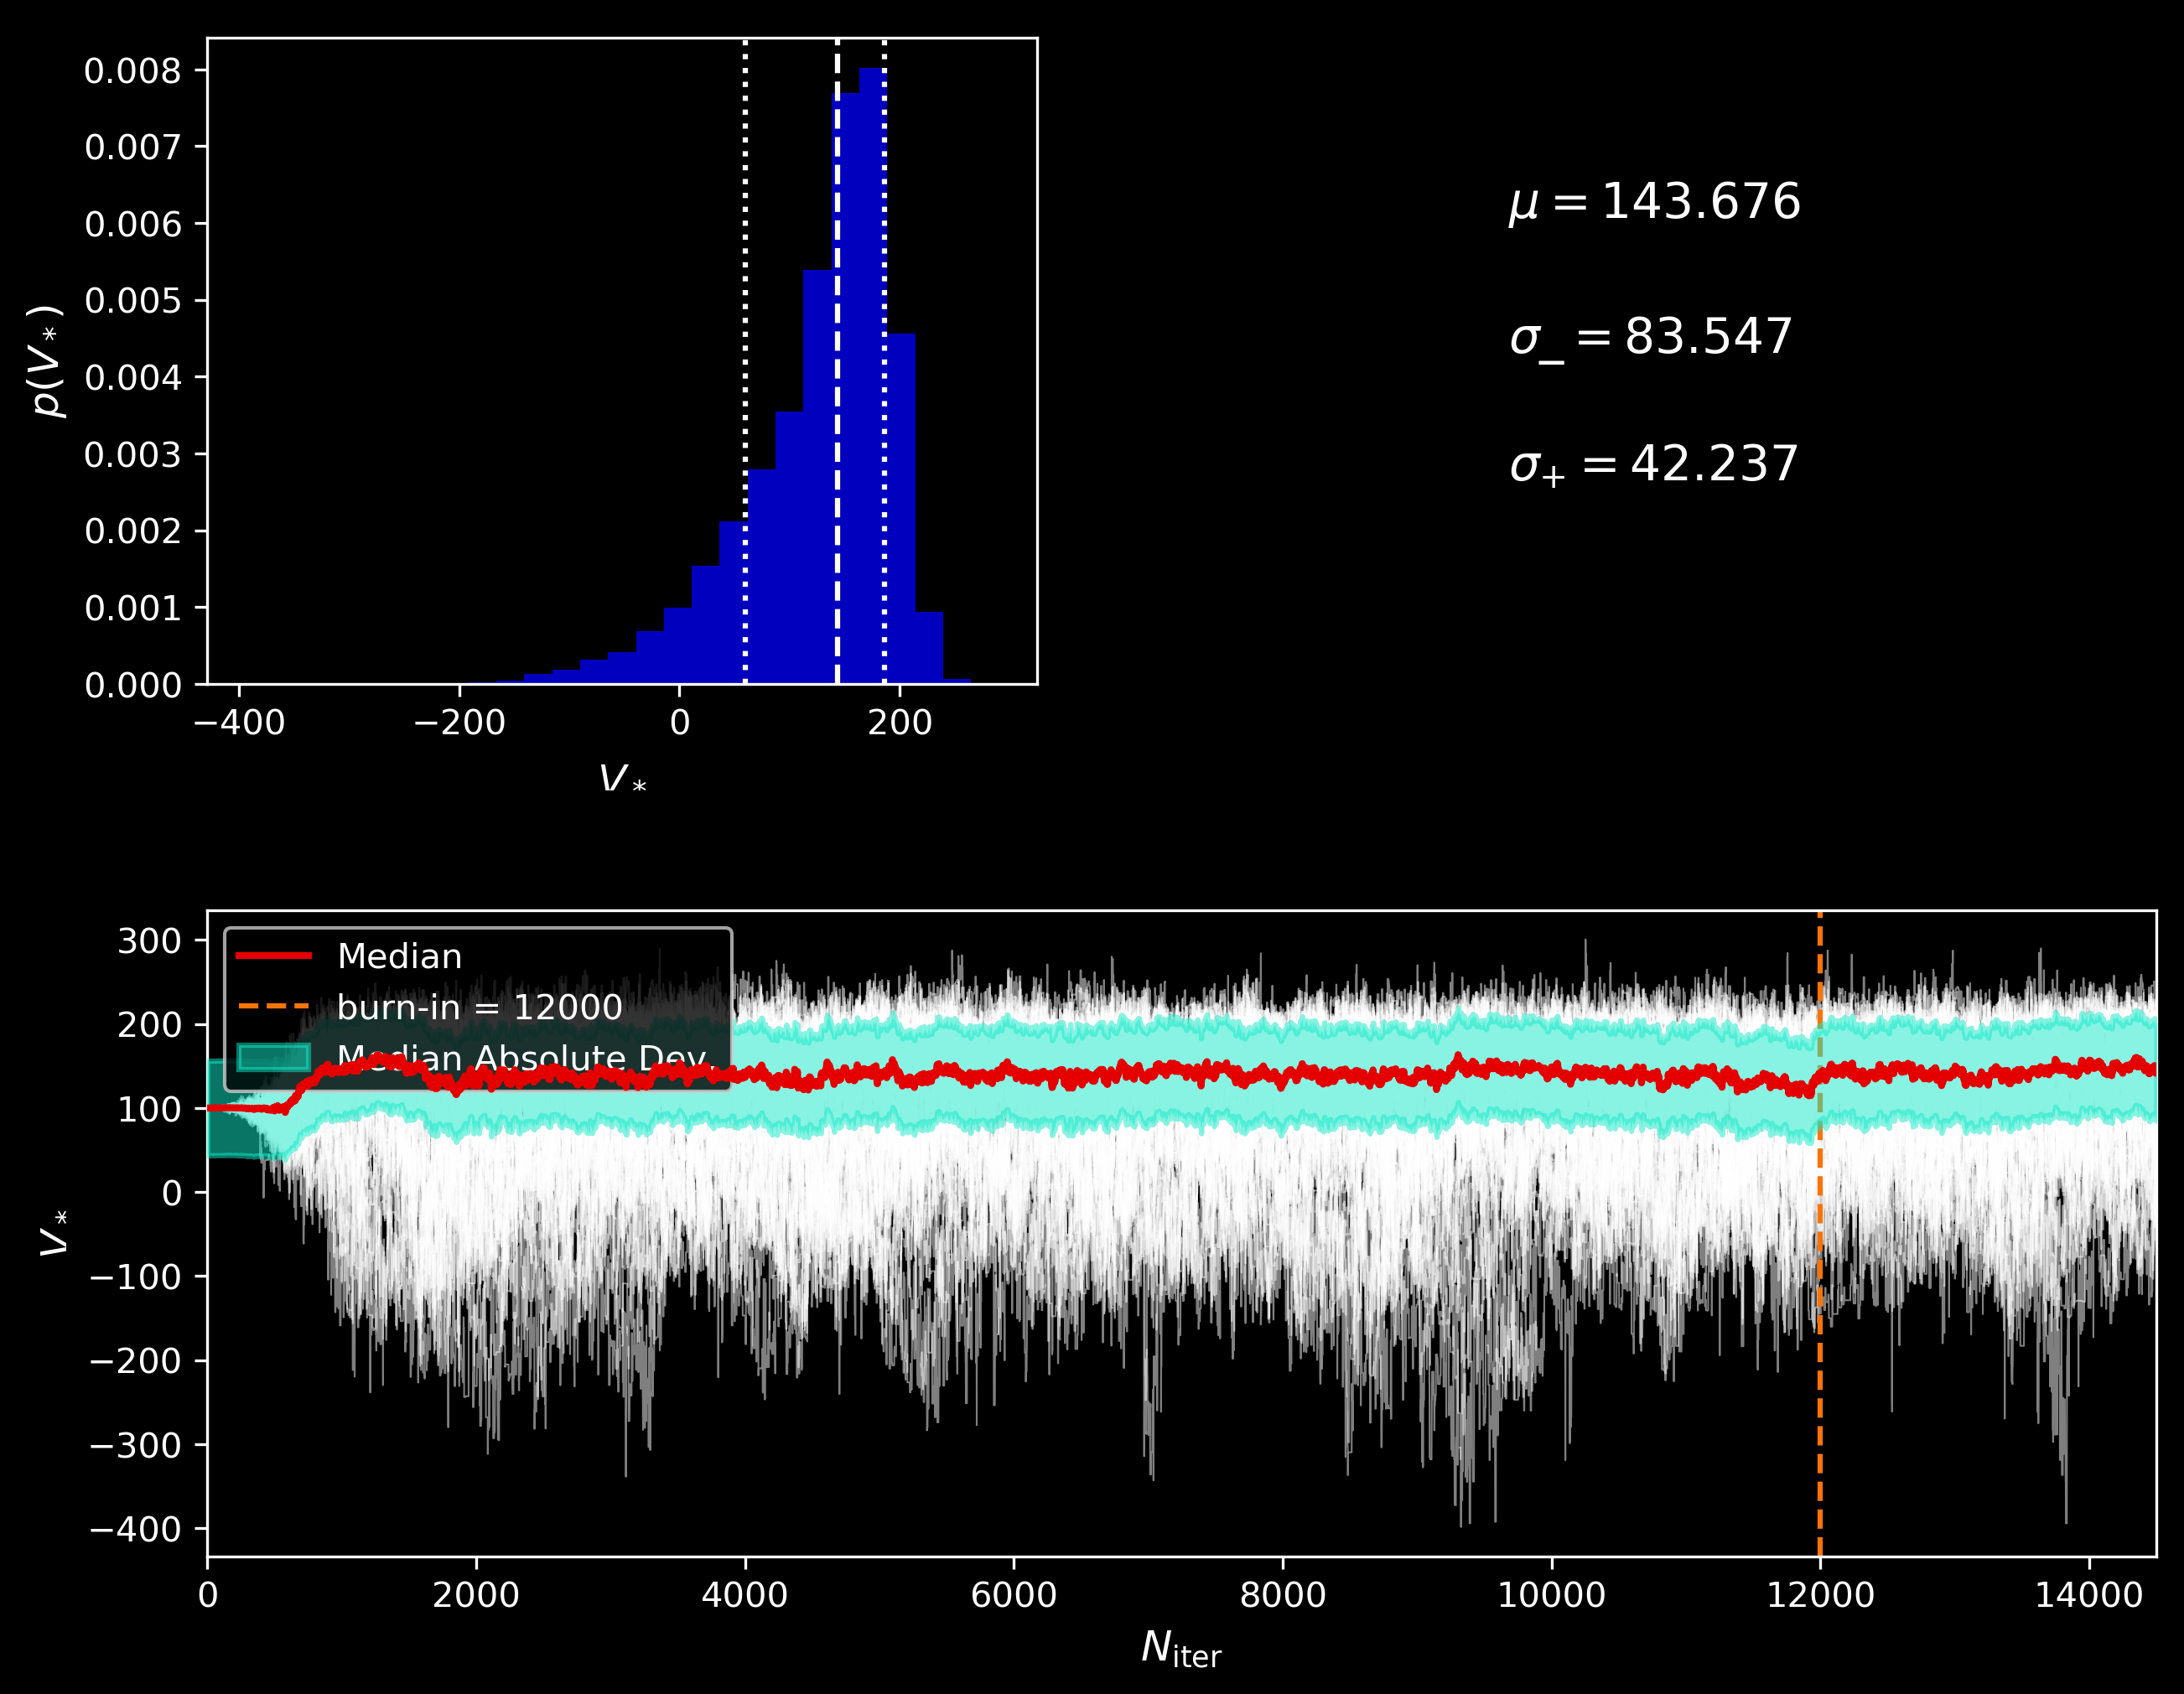 0.008
0.007
0.006
0.005
0.004
0.003
0.002
0.001
0.000
p(V*)
−400 −200 0 200
V*
μ = 143.676
σ_ = 83.547
σ+ = 42.237
300
200
100
0
−100
−200
−300
−400
V*
Median
burn-in = 12000
Median Absolute Dev.
0 2000 4000 6000 8000 10000 12000 14000
Niter